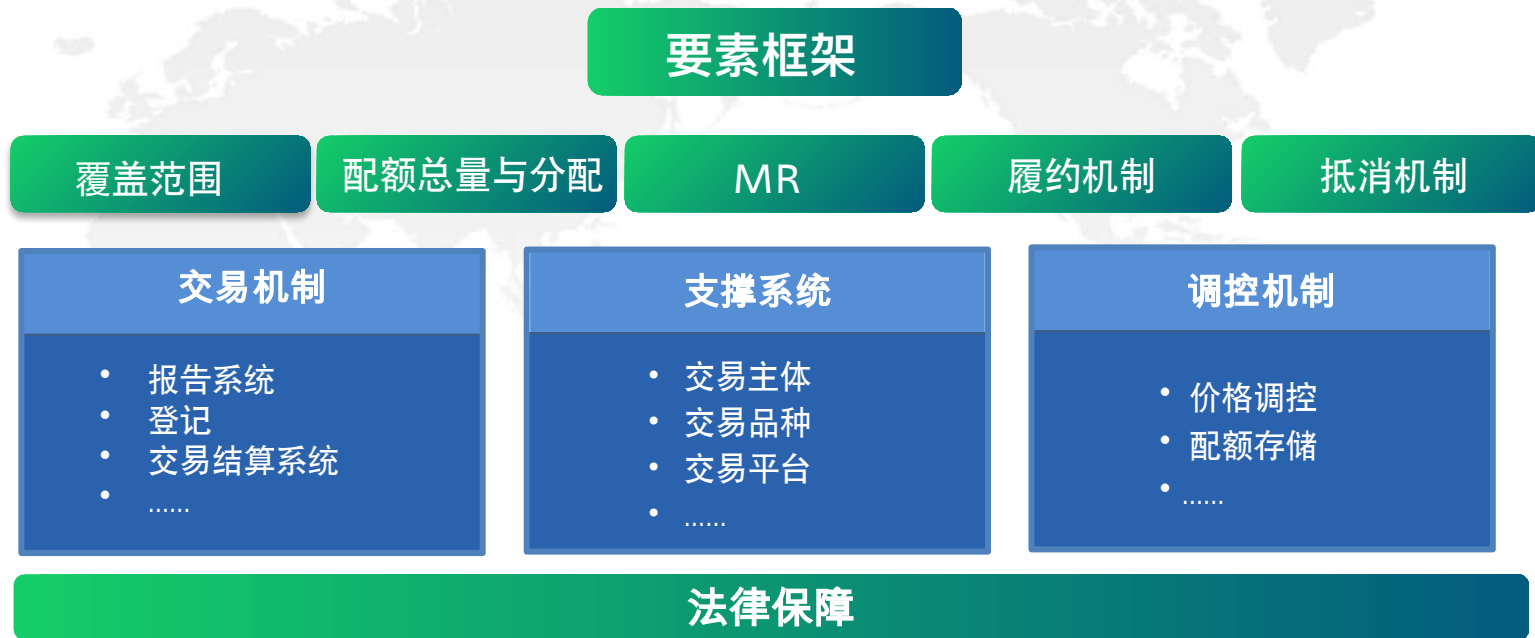 要素框架
覆盖范围
配额总量与分配
MR
履约机制
抵消机制
交易机制
• 报告系统
• 登记
• 交易结算系统
• ......
支撑系统
• 交易主体
• 交易品种
• 交易平台
• ......
调控机制
• 价格调控
• 配额存储
• ......
法律保障